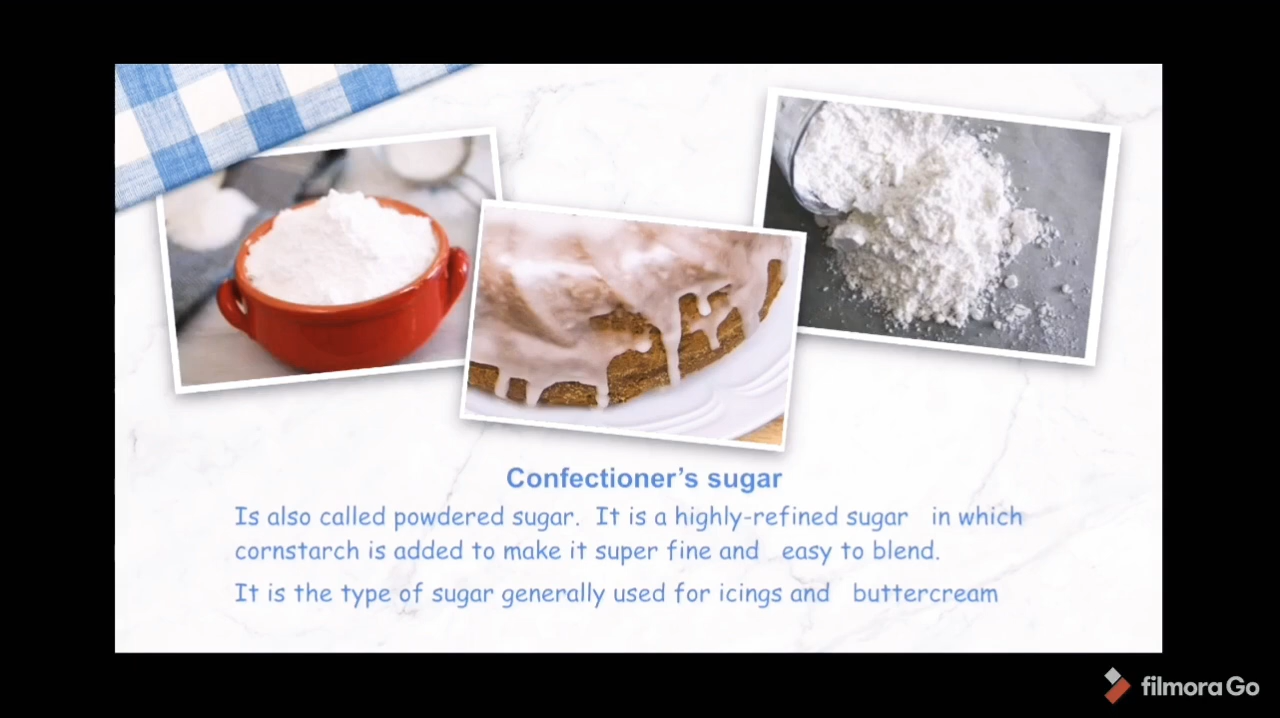 Confectioner’s sugar
Is also called powdered sugar. It is a highly-refined sugar in which
cornstarch is added to make it super fine and easy to blend.
It is the type of sugar generally used for icings and buttercream
filmoraGo